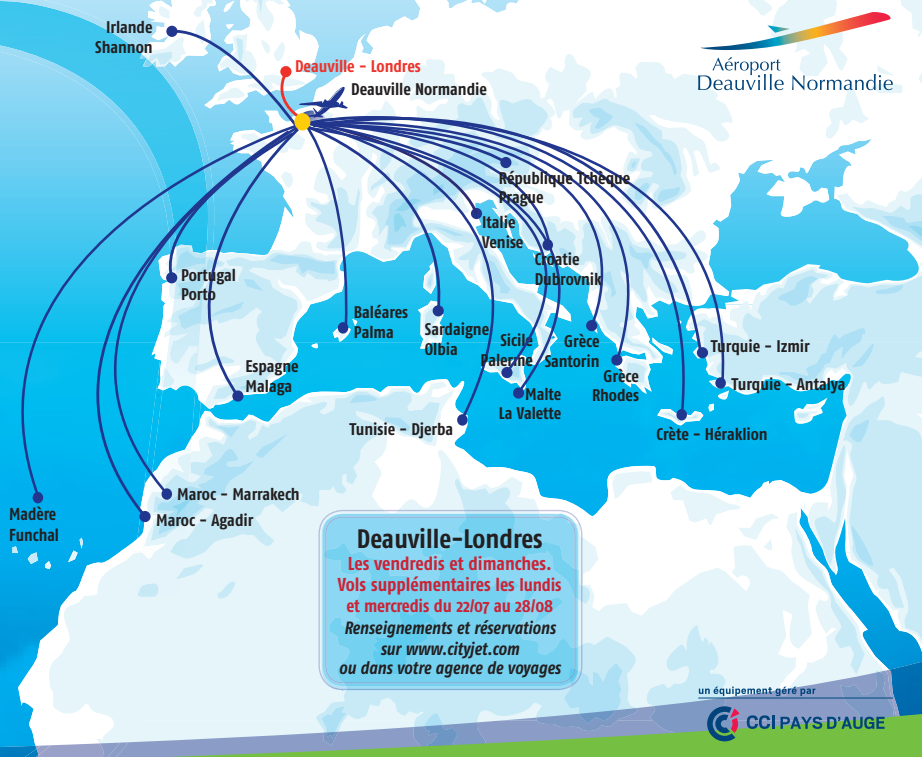 Irlande
Shannon
Deauville – Londres
Deauville Normandie
Aéroport
Deauville Normandie
République Tchèque
Prague
Italie
Venise
Croatie
Dubrovnik
Portugal
Porto
Baléares
Palma
Sardaigne
Olbia
Sicile
Palerme
Grèce
Santorin
Grèce
Rhodes
Turquie – Izmir
Turquie – Antalya
Espagne
Malaga
Malte
La Valette
Tunisie – Djerba
Crète – Héraklion
Maroc – Marrakech
Maroc – Agadir
Madère
Funchal
Deauville–Londres
Les vendredis et dimanches.
Vols supplémentaires les lundis
et mercredis du 22/07 au 28/08
Renseignements et réservations
sur www.cityjet.com
ou dans votre agence de voyages
un équipement géré par
CCI PAYS D'AUGE